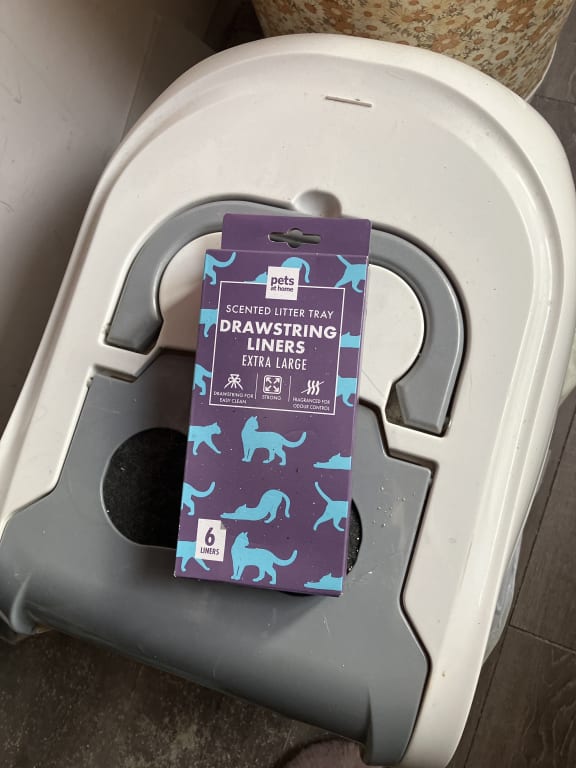 pets
at home
SCENTED LITTER TRAY
DRAWSTRING
LINERS
EXTRA LARGE
DRAWSTRING FOR
EASY CLEAN
STRONG
FRAGRANCED FOR
ODOUR CONTROL
6
LINERS